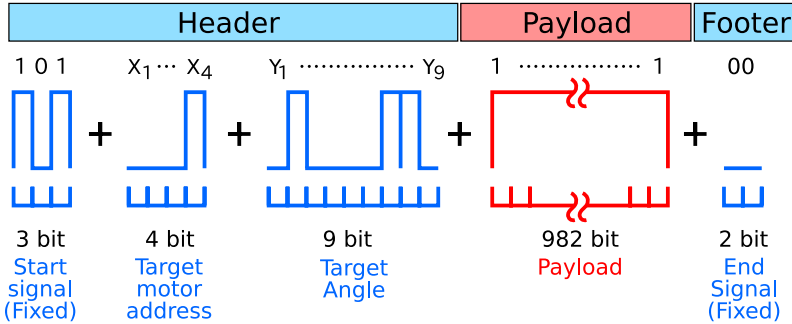 Header Payload Footer
1 0 1 X1 ··· X4 Y1 ···················· Y9 1 ················· 1 00
+ + + +
3 bit 4 bit 9 bit 982 bit 2 bit
Start Target Target Payload End
signal motor Angle Signal
(Fixed) address (Fixed)